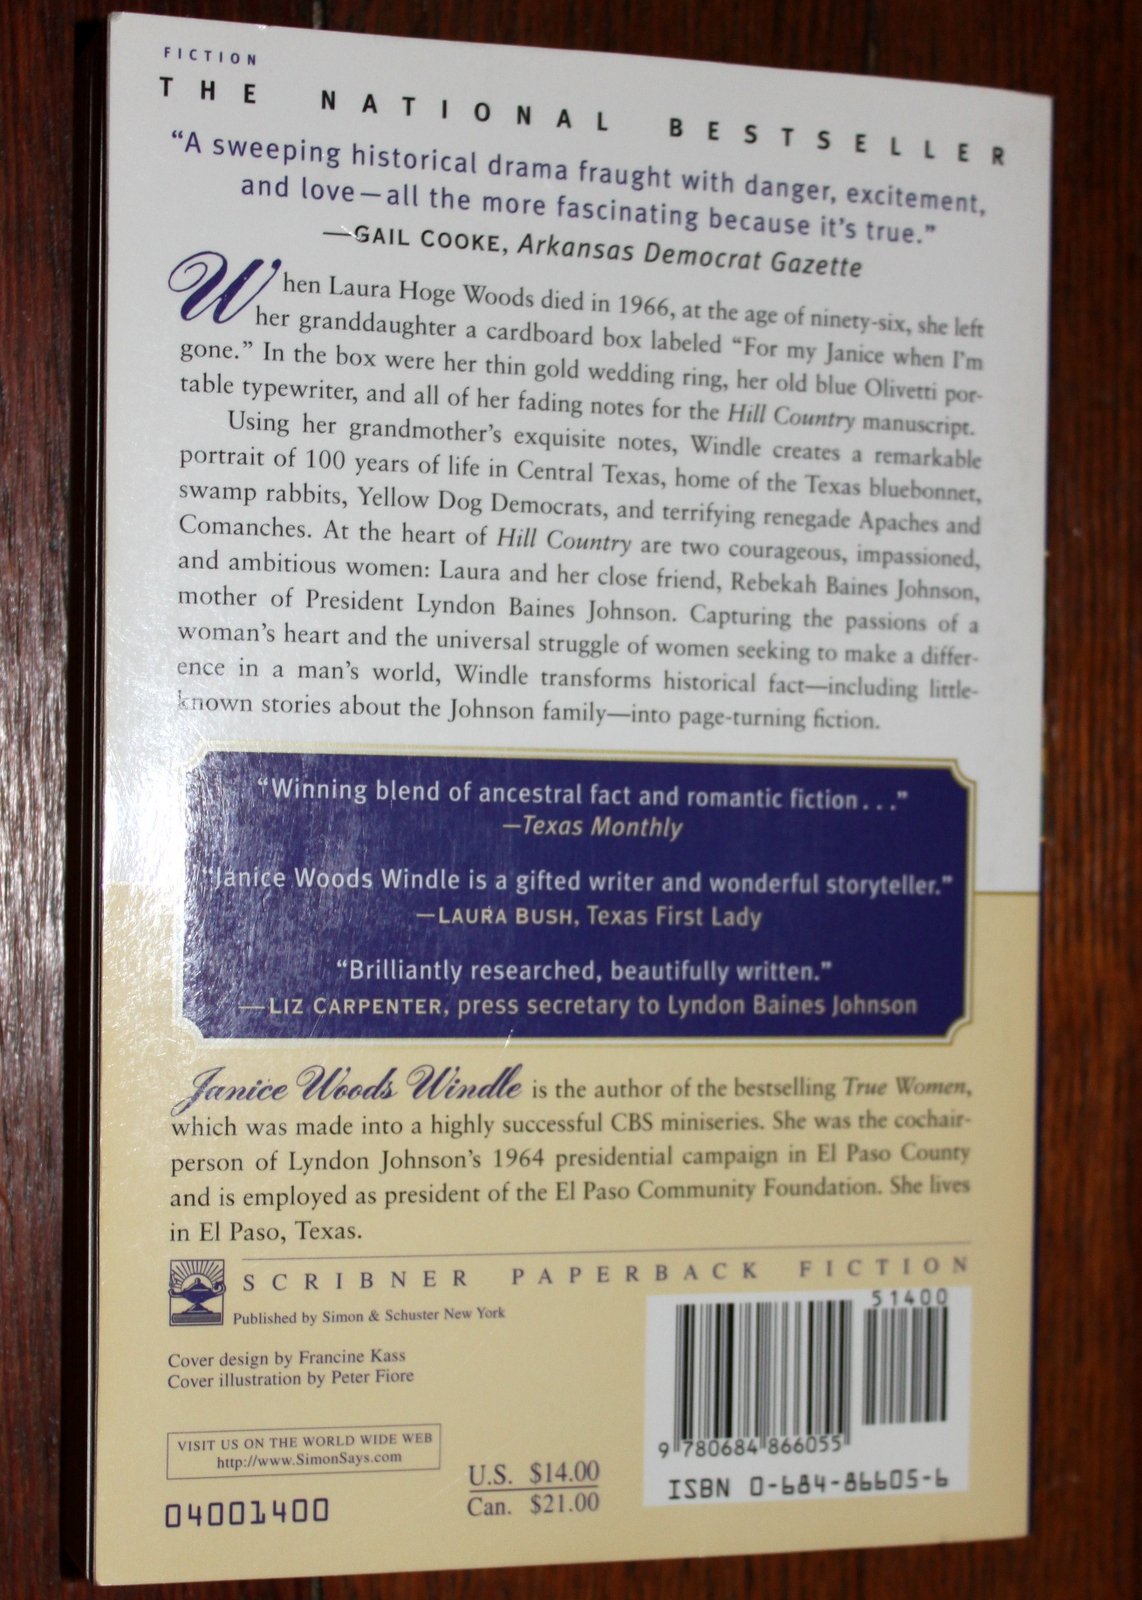 FICTION
THE NATIONAL BESTSELLER
“A sweeping historical drama fraught with danger, excitement,
and love—all the more fascinating because it’s true.”
—GAIL COOKE, Arkansas Democrat Gazette
When Laura Hoge Woods died in 1966, at the age of ninety-six, she left
her granddaughter a cardboard box labeled “For my Janice when I’m
gone.” In the box were her thin gold wedding ring, her old blue Olivetti por-
table typewriter, and all of her fading notes for the Hill Country manuscript.
Using her grandmother’s exquisite notes, Windle creates a remarkable
portrait of 100 years of life in Central Texas, home of the Texas bluebonnet,
swamp rabbits, Yellow Dog Democrats, and terrifying renegade Apaches and
Comanches. At the heart of Hill Country are two courageous, impassioned,
and ambitious women: Laura and her close friend, Rebekah Baines Johnson,
mother of President Lyndon Baines Johnson. Capturing the passions of a
woman’s heart and the universal struggle of women seeking to make a differ-
ence in a man’s world, Windle transforms historical fact—including little-
known stories about the Johnson family—into page-turning fiction.
“Winning blend of ancestral fact and romantic fiction . . .”
—Texas Monthly
“Janice Woods Windle is a gifted writer and wonderful storyteller.”
—LAURA BUSH, Texas First Lady
“Brilliantly researched, beautifully written.”
—LIZ CARPENTER, press secretary to Lyndon Baines Johnson
Janice Woods Windle is the author of the bestselling True Women,
which was made into a highly successful CBS miniseries. She was the cochair-
person of Lyndon Johnson’s 1964 presidential campaign in El Paso County
and is employed as president of the El Paso Community Foundation. She lives
in El Paso, Texas.
SCRIBNER PAPERBACK FICTION
Published by Simon & Schuster New York
Cover design by Francine Kass
Cover illustration by Peter Fiore
VISIT US ON THE WORLD WIDE WEB
http://www.SimonSays.com
04001400
U.S. $14.00
Can. $21.00
51400
9 780684 866055
ISBN 0-684-86605-6